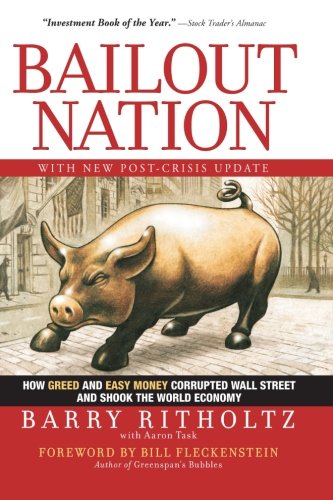 "Investment Book of the Year." —Stock Trader's Almanac
BAILOUT
NATION
WITH NEW POST-CRISIS UPDATE
HOW GREED AND EASY MONEY CORRUPTED WALL STREET
AND SHOOK THE WORLD ECONOMY
BARRY RITHOLTZ
with Aaron Task
FOREWORD BY BILL FLECKENSTEIN
Author of Greenspan's Bubbles